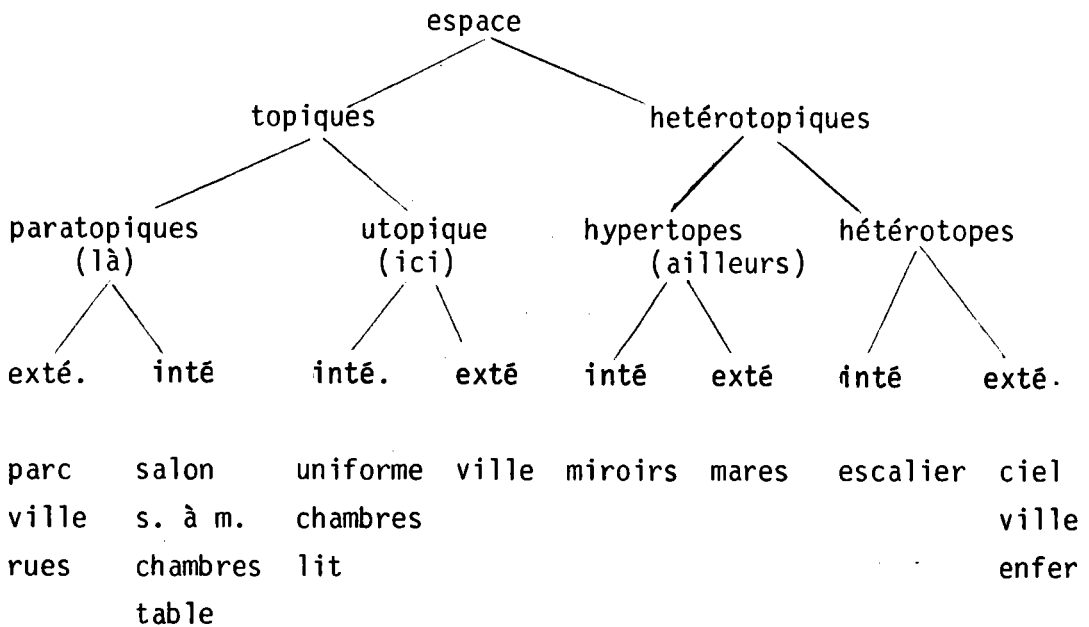 espace
topiques hetérotopiques
paratopiques utopique hypertopes hétérotopes
(là) (ici) (ailleurs)
exté. inté inté. exté inté exté inté exté.
parc salon uniforme ville miroirs mares escalier ciel
ville s. à m. chambres ville
rues chambres lit enfer
table